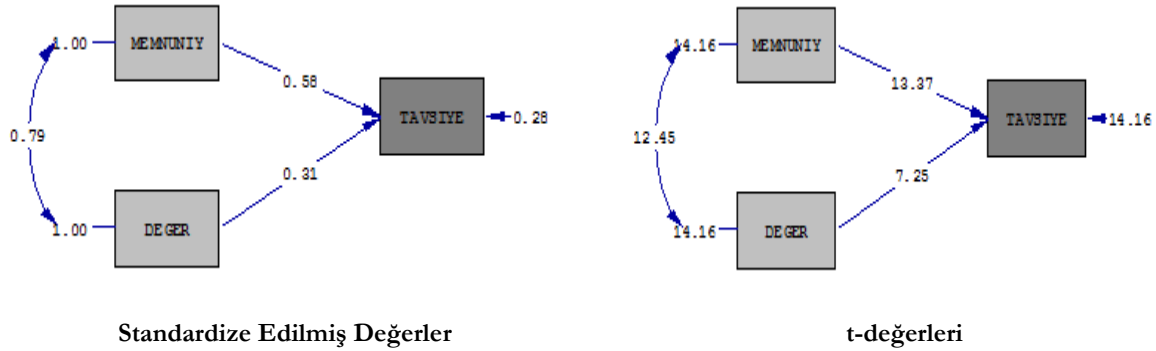 1.00 MEMNUNIY
0.58
0.79
TAVSIYE 0.28
0.31
1.00 DEGER
Standardize Edilmiş Değerler
14.16 MEMNUNIY
13.37
12.45
TAVSIYE 14.16
7.25
14.16 DEGER
t-değerleri